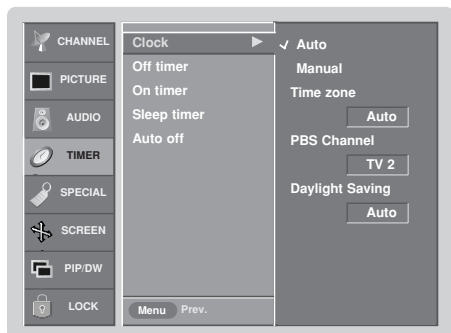 CHANNEL
PICTURE
AUDIO
TIMER
SPECIAL
SCREEN
PIP/DW
LOCK
Clock
Off timer
On timer
Sleep timer
Auto off
Menu Prev.
Auto
Manual
Time zone
Auto
PBS Channel
TV 2
Daylight Saving
Auto